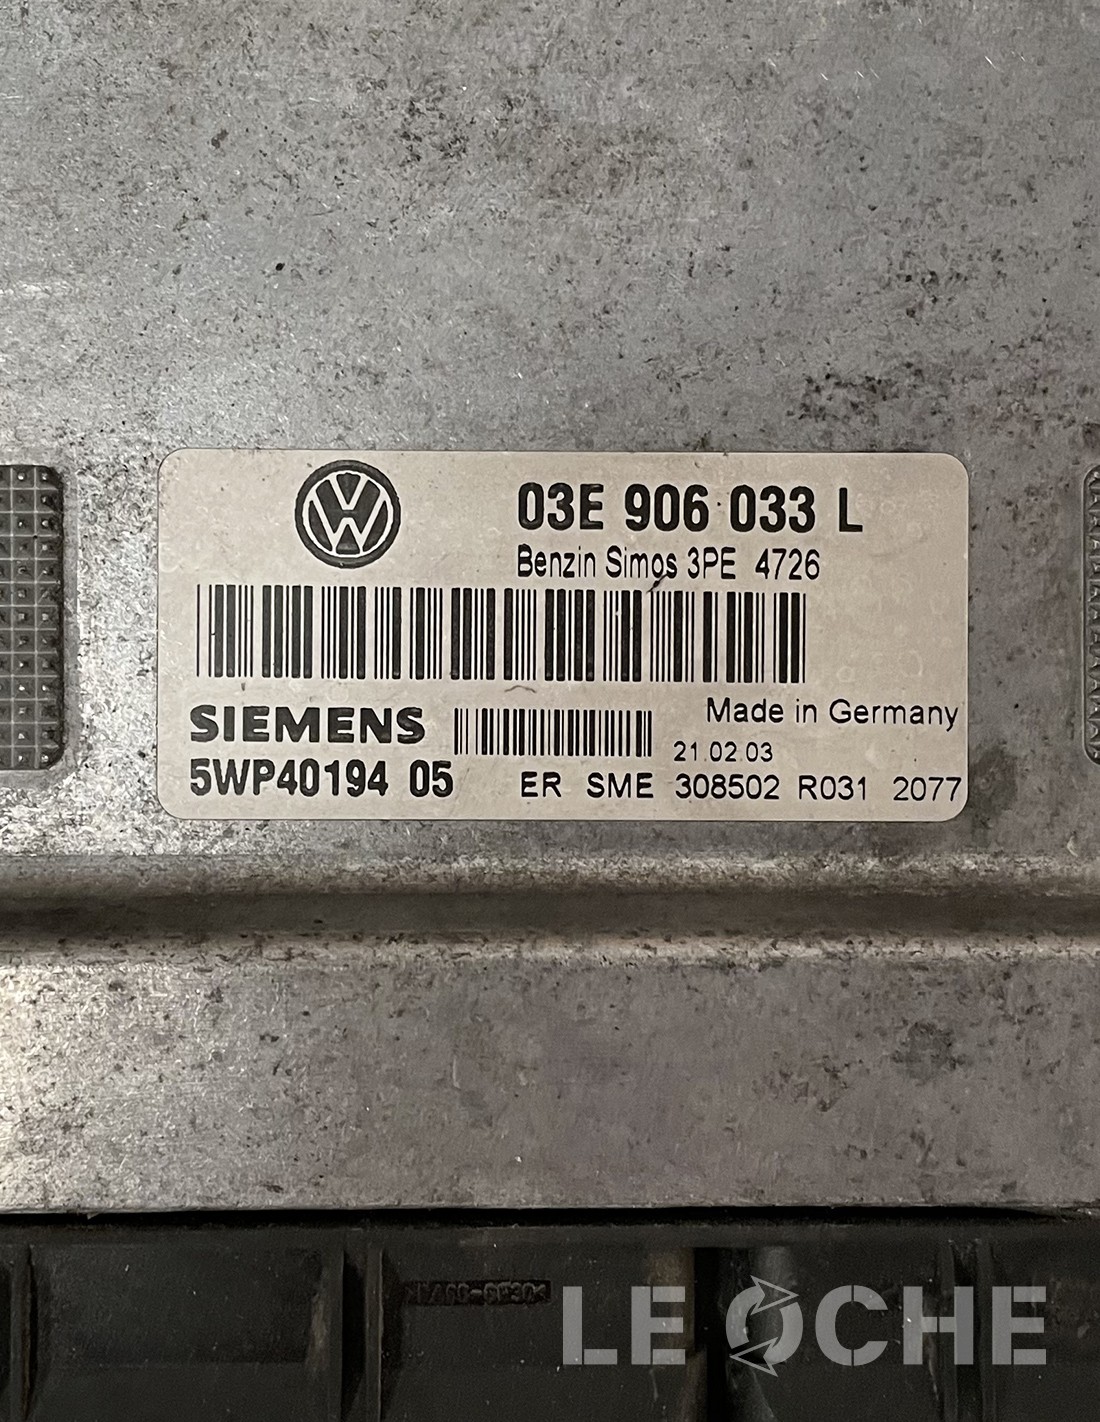 03E 906 033 L
Benzin Simos 3PE 4726
SIEMENS
Made in Germany
21.02.03
5WP40194 05
ER SME 308502 R031 2077
LE OCHE